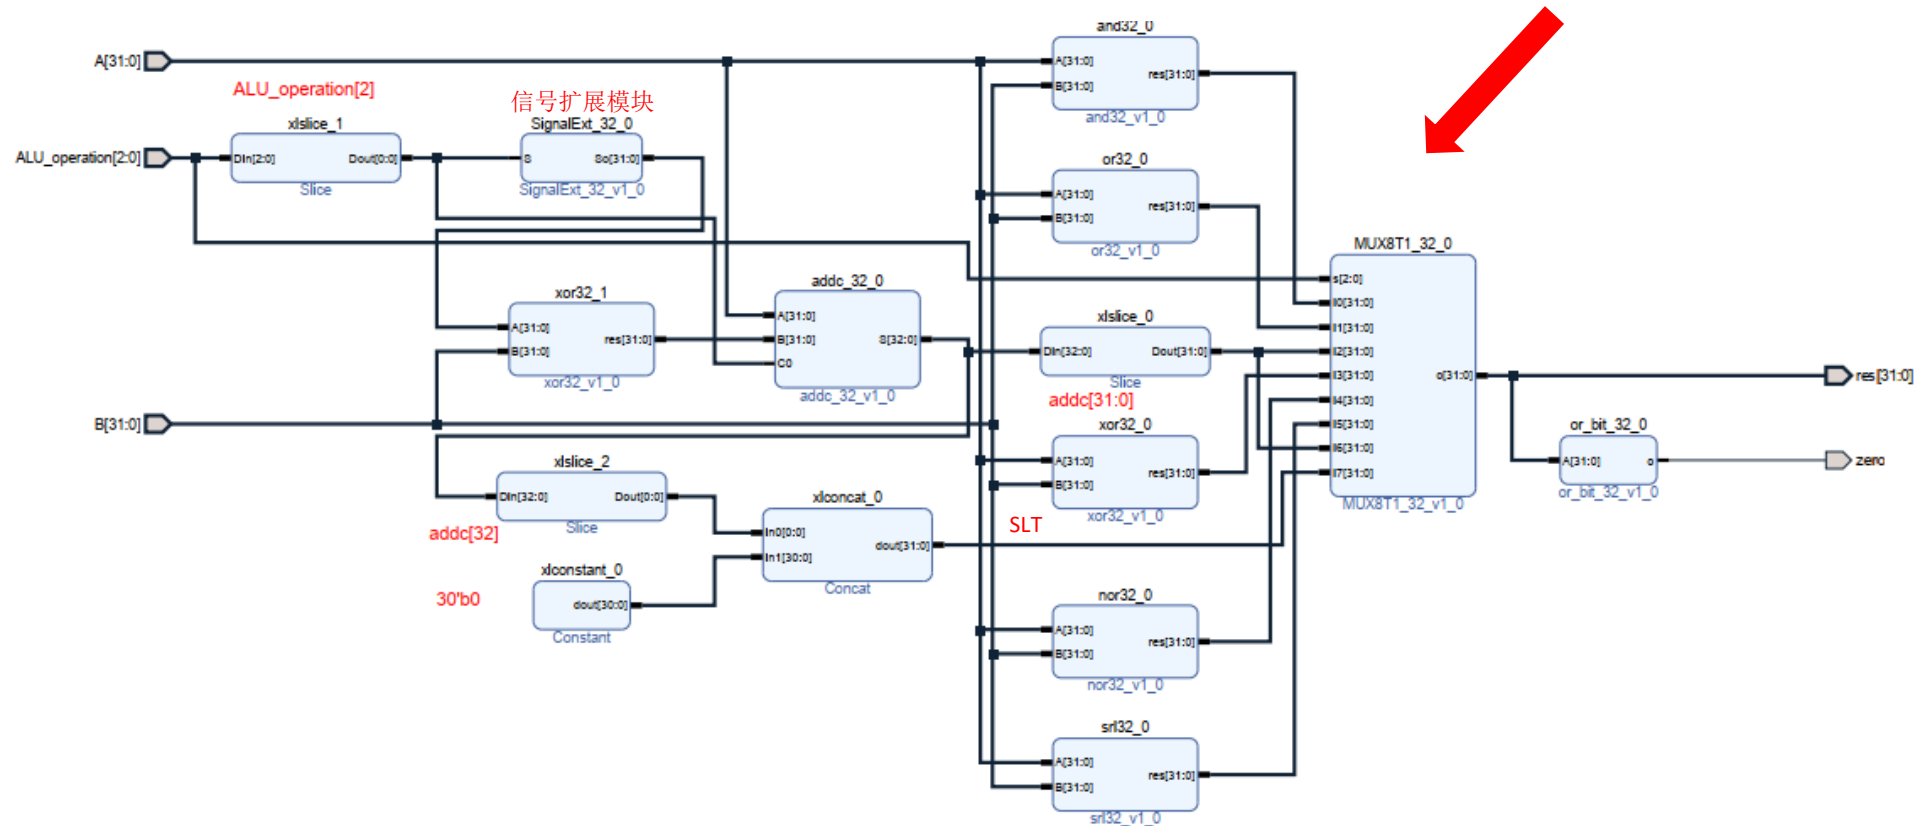 A[31:0]
ALU_operation[2:0]
B[31:0]
ALU_operation[2]
xlslice_1
Din[2:0]
Dout[0:0]
Slice
信号扩展模块
SignalExt_32_0
S
So[31:0]
SignalExt_32_v1_0
xor32_1
A[31:0]
B[31:0]
res[31:0]
xor32_v1_0
addc_32_0
A[31:0]
B[31:0]
C0
S[32:0]
addc_32_v1_0
xlslice_2
Din[32:0]
Dout[0:0]
Slice
addc[32]
xlconstant_0
30'b0
dout[30:0]
Constant
xlconcat_0
In0[0:0]
In1[30:0]
dout[31:0]
Concat
and32_0
A[31:0]
B[31:0]
res[31:0]
and32_v1_0
or32_0
A[31:0]
B[31:0]
res[31:0]
or32_v1_0
xlslice_0
Din[32:0]
Dout[31:0]
Slice
addc[31:0]
xor32_0
A[31:0]
B[31:0]
res[31:0]
xor32_v1_0
SLT
nor32_0
A[31:0]
B[31:0]
res[31:0]
nor32_v1_0
srl32_0
A[31:0]
B[31:0]
res[31:0]
srl32_v1_0
MUX8T1_32_0
s[2:0]
I0[31:0]
I1[31:0]
I2[31:0]
I3[31:0]
I4[31:0]
I5[31:0]
I6[31:0]
I7[31:0]
o[31:0]
MUX8T1_32_v1_0
or_bit_32_0
A[31:0]
o
or_bit_32_v1_0
res[31:0]
zero